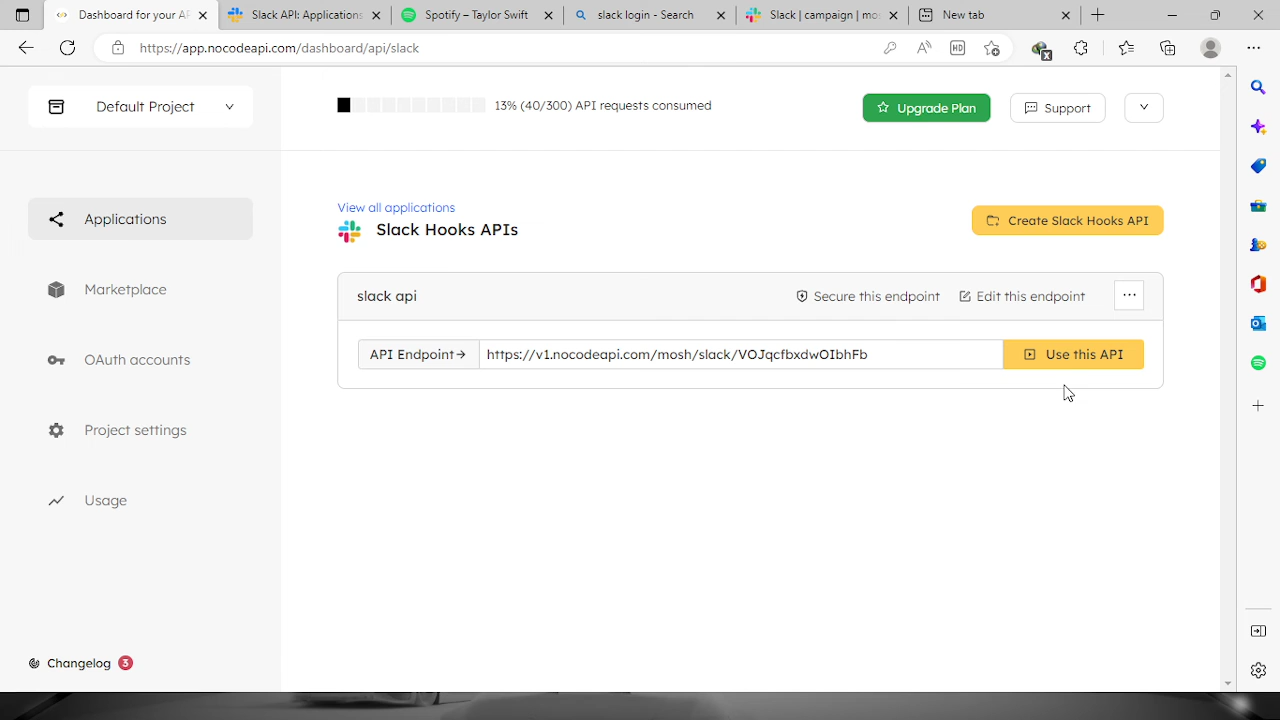 Dashboard for your AP
Slack API: Applications
Spotify – Taylor Swift
slack login - Search
Slack | campaign | mos
New tab
https://app.nocodeapi.com/dashboard/api/slack
A
HD
X
Default Project
13% (40/300) API requests consumed
Upgrade Plan
Support
Applications
View all applications
Slack Hooks APIs
Create Slack Hooks API
Marketplace
slack api
Secure this endpoint
Edit this endpoint
...
API Endpoint→
https://v1.nocodeapi.com/mosh/slack/VOJqcfbxdwOIbhFb
Use this API
OAuth accounts
Project settings
Usage
Changelog 3